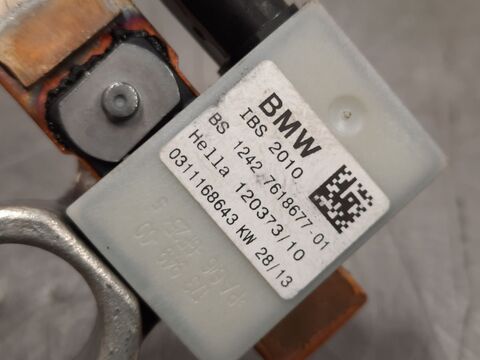 BMW
IBS 2010
BS 1242 7618677-01
Hella 120373/10
0311168643 KW 28/13